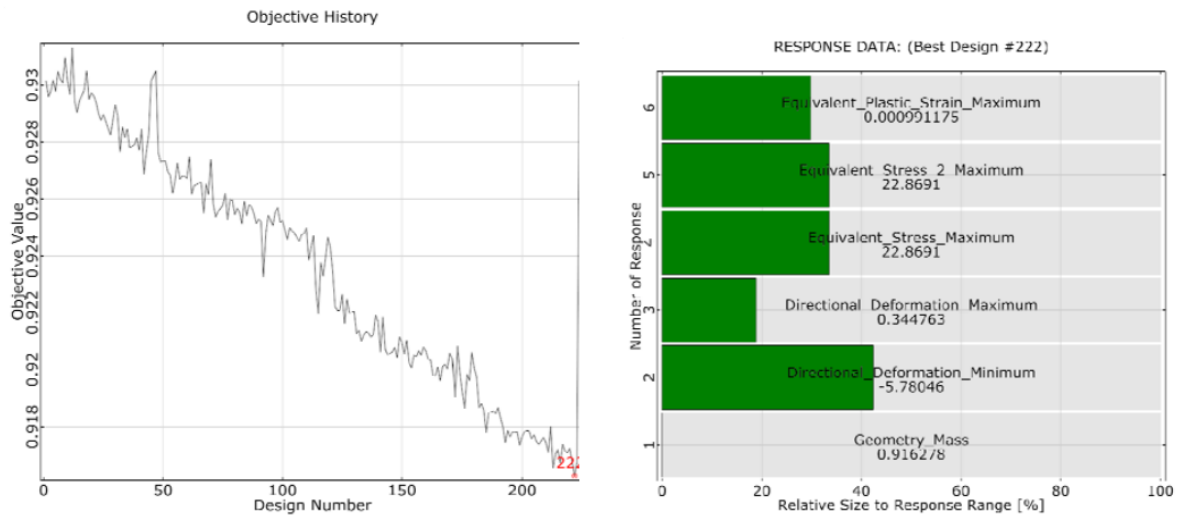 Objective History
0.93
0.928
0.926
0.924
0.922
0.92
0.918
Objective Value
222
0
50
100
150
200
Design Number
RESPONSE DATA: (Best Design #222)
Number of Response
6
Equivalent_Plastic_Strain_Maximum
0.000991175
5
Equivalent_Stress_2_Maximum
22.8691
4
Equivalent_Stress_Maximum
22.8691
3
Directional_Deformation_Maximum
0.344763
2
Directional_Deformation_Minimum
-5.78046
1
Geometry_Mass
0.916278
0
20
40
60
80
100
Relative Size to Response Range [%]